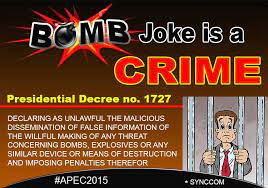 BOMB Joke is a
CRIME
Presidential Decree no. 1727
DECLARING AS UNLAWFUL THE MALICIOUS
DISSEMINATION OF FALSE INFORMATION OF
THE WILLFUL MAKING OF ANY THREAT
CONCERNING BOMBS, EXPLOSIVES OR ANY
SIMILAR DEVICE OR MEANS OF DESTRUCTION
AND IMPOSING PENALTIES THEREFOR
#APEC2015
• SYNCCOM